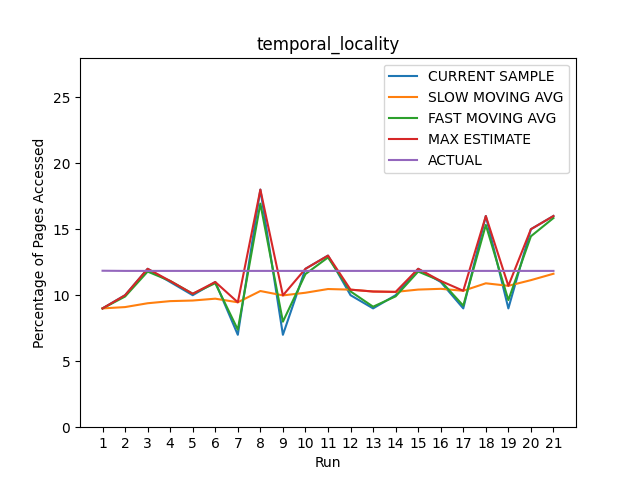 temporal_locality
CURRENT SAMPLE
SLOW MOVING AVG
FAST MOVING AVG
MAX ESTIMATE
ACTUAL
Percentage of Pages Accessed
25
20
15
10
5
0
1 2 3 4 5 6 7 8 9 10 11 12 13 14 15 16 17 18 19 20 21
Run